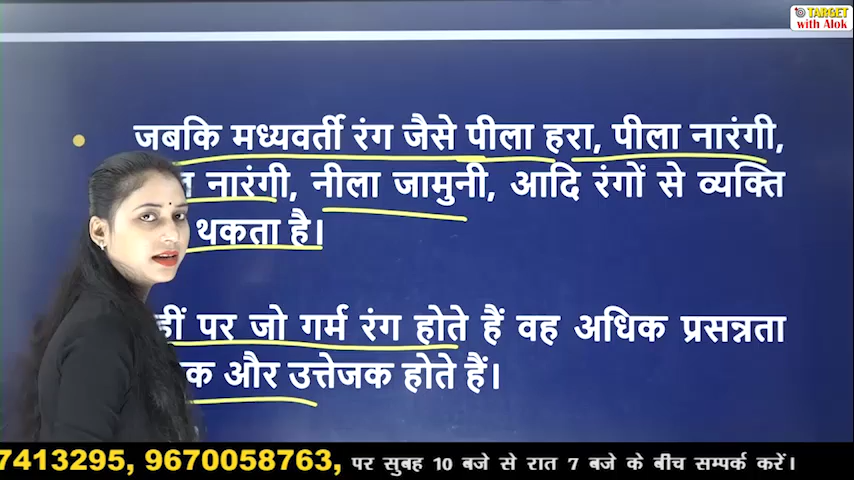 TARGET
with Alok
जबकि मध्यवर्ती रंग जैसे पीला हरा, पीला नारंगी,
नारंगी, नीला जामुनी, आदि रंगों से व्यक्ति
थकता है।
पर जो गर्म रंग होते हैं वह अधिक प्रसन्नता
और उत्तेजक होते हैं।
7413295, 9670058763, पर सुबह 10 बजे से रात 7 बजे के बीच सम्पर्क करें।